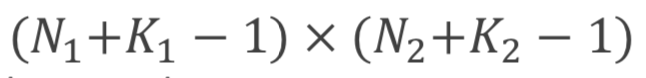 (N₁+K₁ − 1) × (N₂+K₂ − 1)